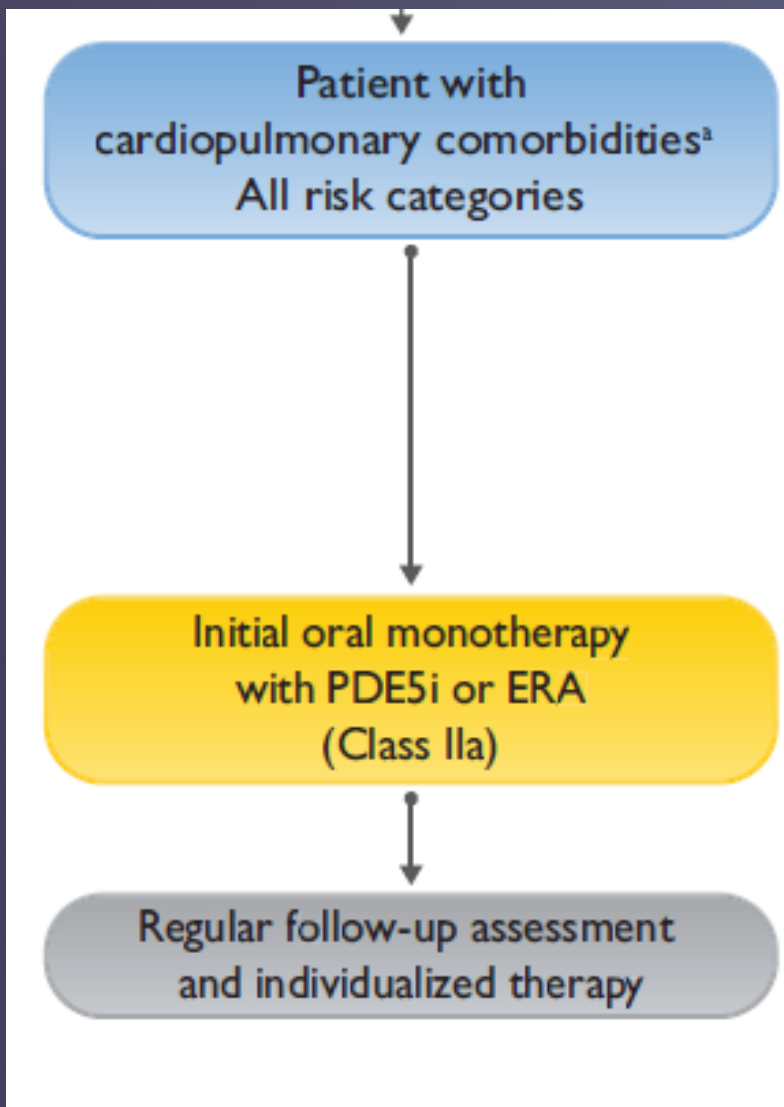 Patient with
cardiopulmonary comorbiditiesᵃ
All risk categories
Initial oral monotherapy
with PDE5i or ERA
(Class IIa)
Regular follow-up assessment
and individualized therapy